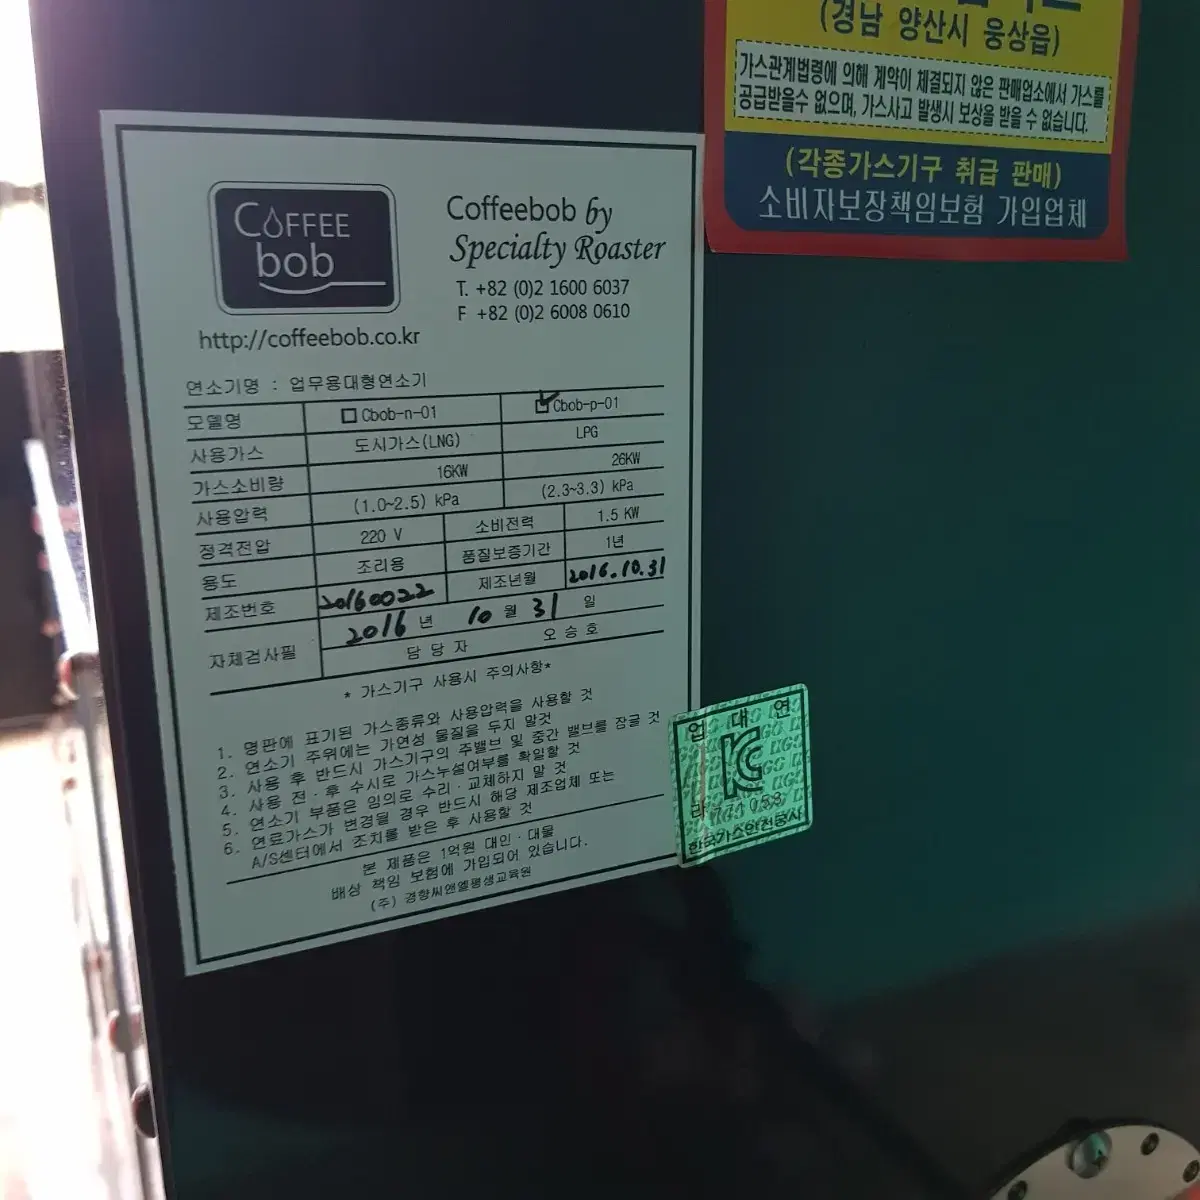 (경남 양산시 웅상읍)
가스관계법령에 의해 계약이 체결되지 않은 판매업소에서 가스를
공급받을수 없으며, 가스사고 발생시 보상을 받을 수 없습니다.
(각종가스기구 취급 판매)
소비자보장책임보험 가입업체
COFFEE
bob
Coffeebob by
Specialty Roaster
T. +82 (0)2 1600 6037
F +82 (0)2 6008 0610
http://coffeebob.co.kr
연소기명 : 업무용대형연소기
모델명 Cbob-n-01 Cbob-p-01
사용가스 도시가스(LNG) LPG
가스소비량 16KW 26KW
사용압력 (1.0~2.5) kPa (2.3~3.3) kPa
정격전압 220 V 소비전력 1.5 KW
용도 조리용 품질보증기간 1년
제조번호 20160022 제조년월 2016.10.31
자체검사필 2016 년 10 월 31 일
담당자 오승호
* 가스기구 사용시 주의사항*
1. 명판에 표기된 가스종류와 사용압력을 사용할 것
2. 연소기 주위에는 가연성 물질을 두지 말것
3. 사용 후 반드시 가스기구의 주밸브 및 중간 밸브를 잠글 것
4. 사용 전·후 수시로 가스누설여부를 확일할 것
5. 연소기 부품은 임의로 수리·교체하지 말 것
6. 연료가스가 변경될 경우 반드시 해당 제조업체 또는
A/S센터에서 조치를 받은 후 사용할 것
본 제품은 1억원 대인·대물
배상 책임 보험에 가입되어 있습니다.
(주) 경향씨앤엘평생교육원
업 대 연
KC
라 771053
한국가스안전공사